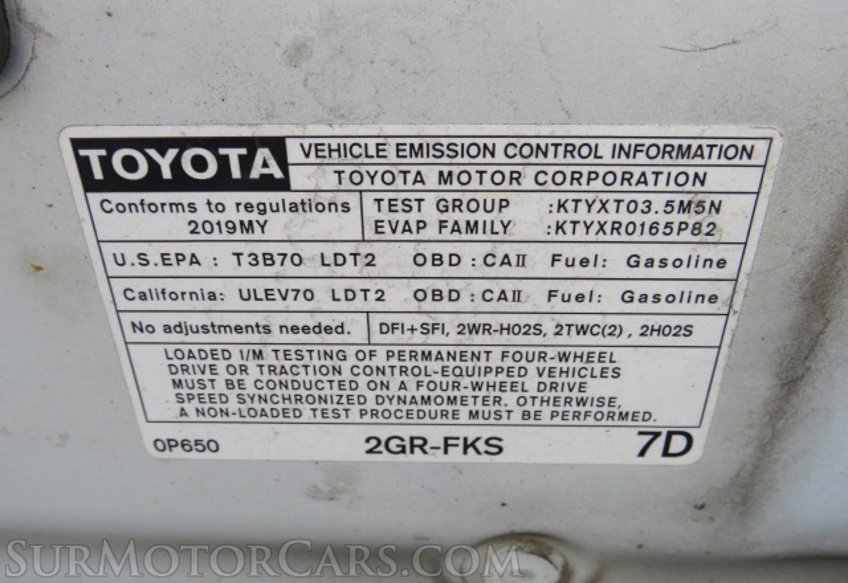 TOYOTA
VEHICLE EMISSION CONTROL INFORMATION
TOYOTA MOTOR CORPORATION
Conforms to regulations
2019MY
TEST GROUP :KTYXT03.5M5N
EVAP FAMILY :KTYXR0165P82
U.S.EPA : T3B70 LDT2 OBD : CAII Fuel: Gasoline
California: ULEV70 LDT2 OBD : CAII Fuel: Gasoline
No adjustments needed.
DFI+SFI, 2WR-HO2S, 2TWC(2) , 2HO2S
LOADED I/M TESTING OF PERMANENT FOUR-WHEEL
DRIVE OR TRACTION CONTROL-EQUIPPED VEHICLES
MUST BE CONDUCTED ON A FOUR-WHEEL DRIVE
SPEED SYNCHRONIZED DYNAMOMETER. OTHERWISE,
A NON-LOADED TEST PROCEDURE MUST BE PERFORMED.
0P650
2GR-FKS
7D
SURMOTORCARS.COM